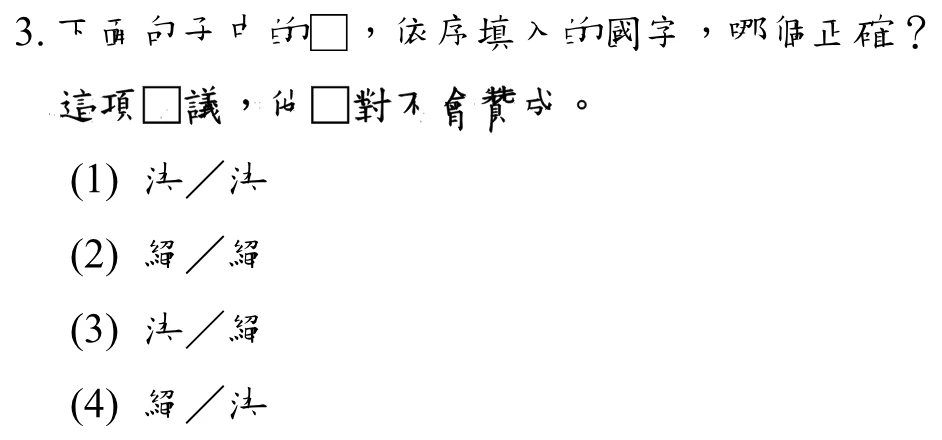 3. 下面句子中的□，依序填入的國字，哪個正確？
這項□議，他□對不會贊成。
(1) 決／決
(2) 絕／絕
(3) 決／絕
(4) 絕／決